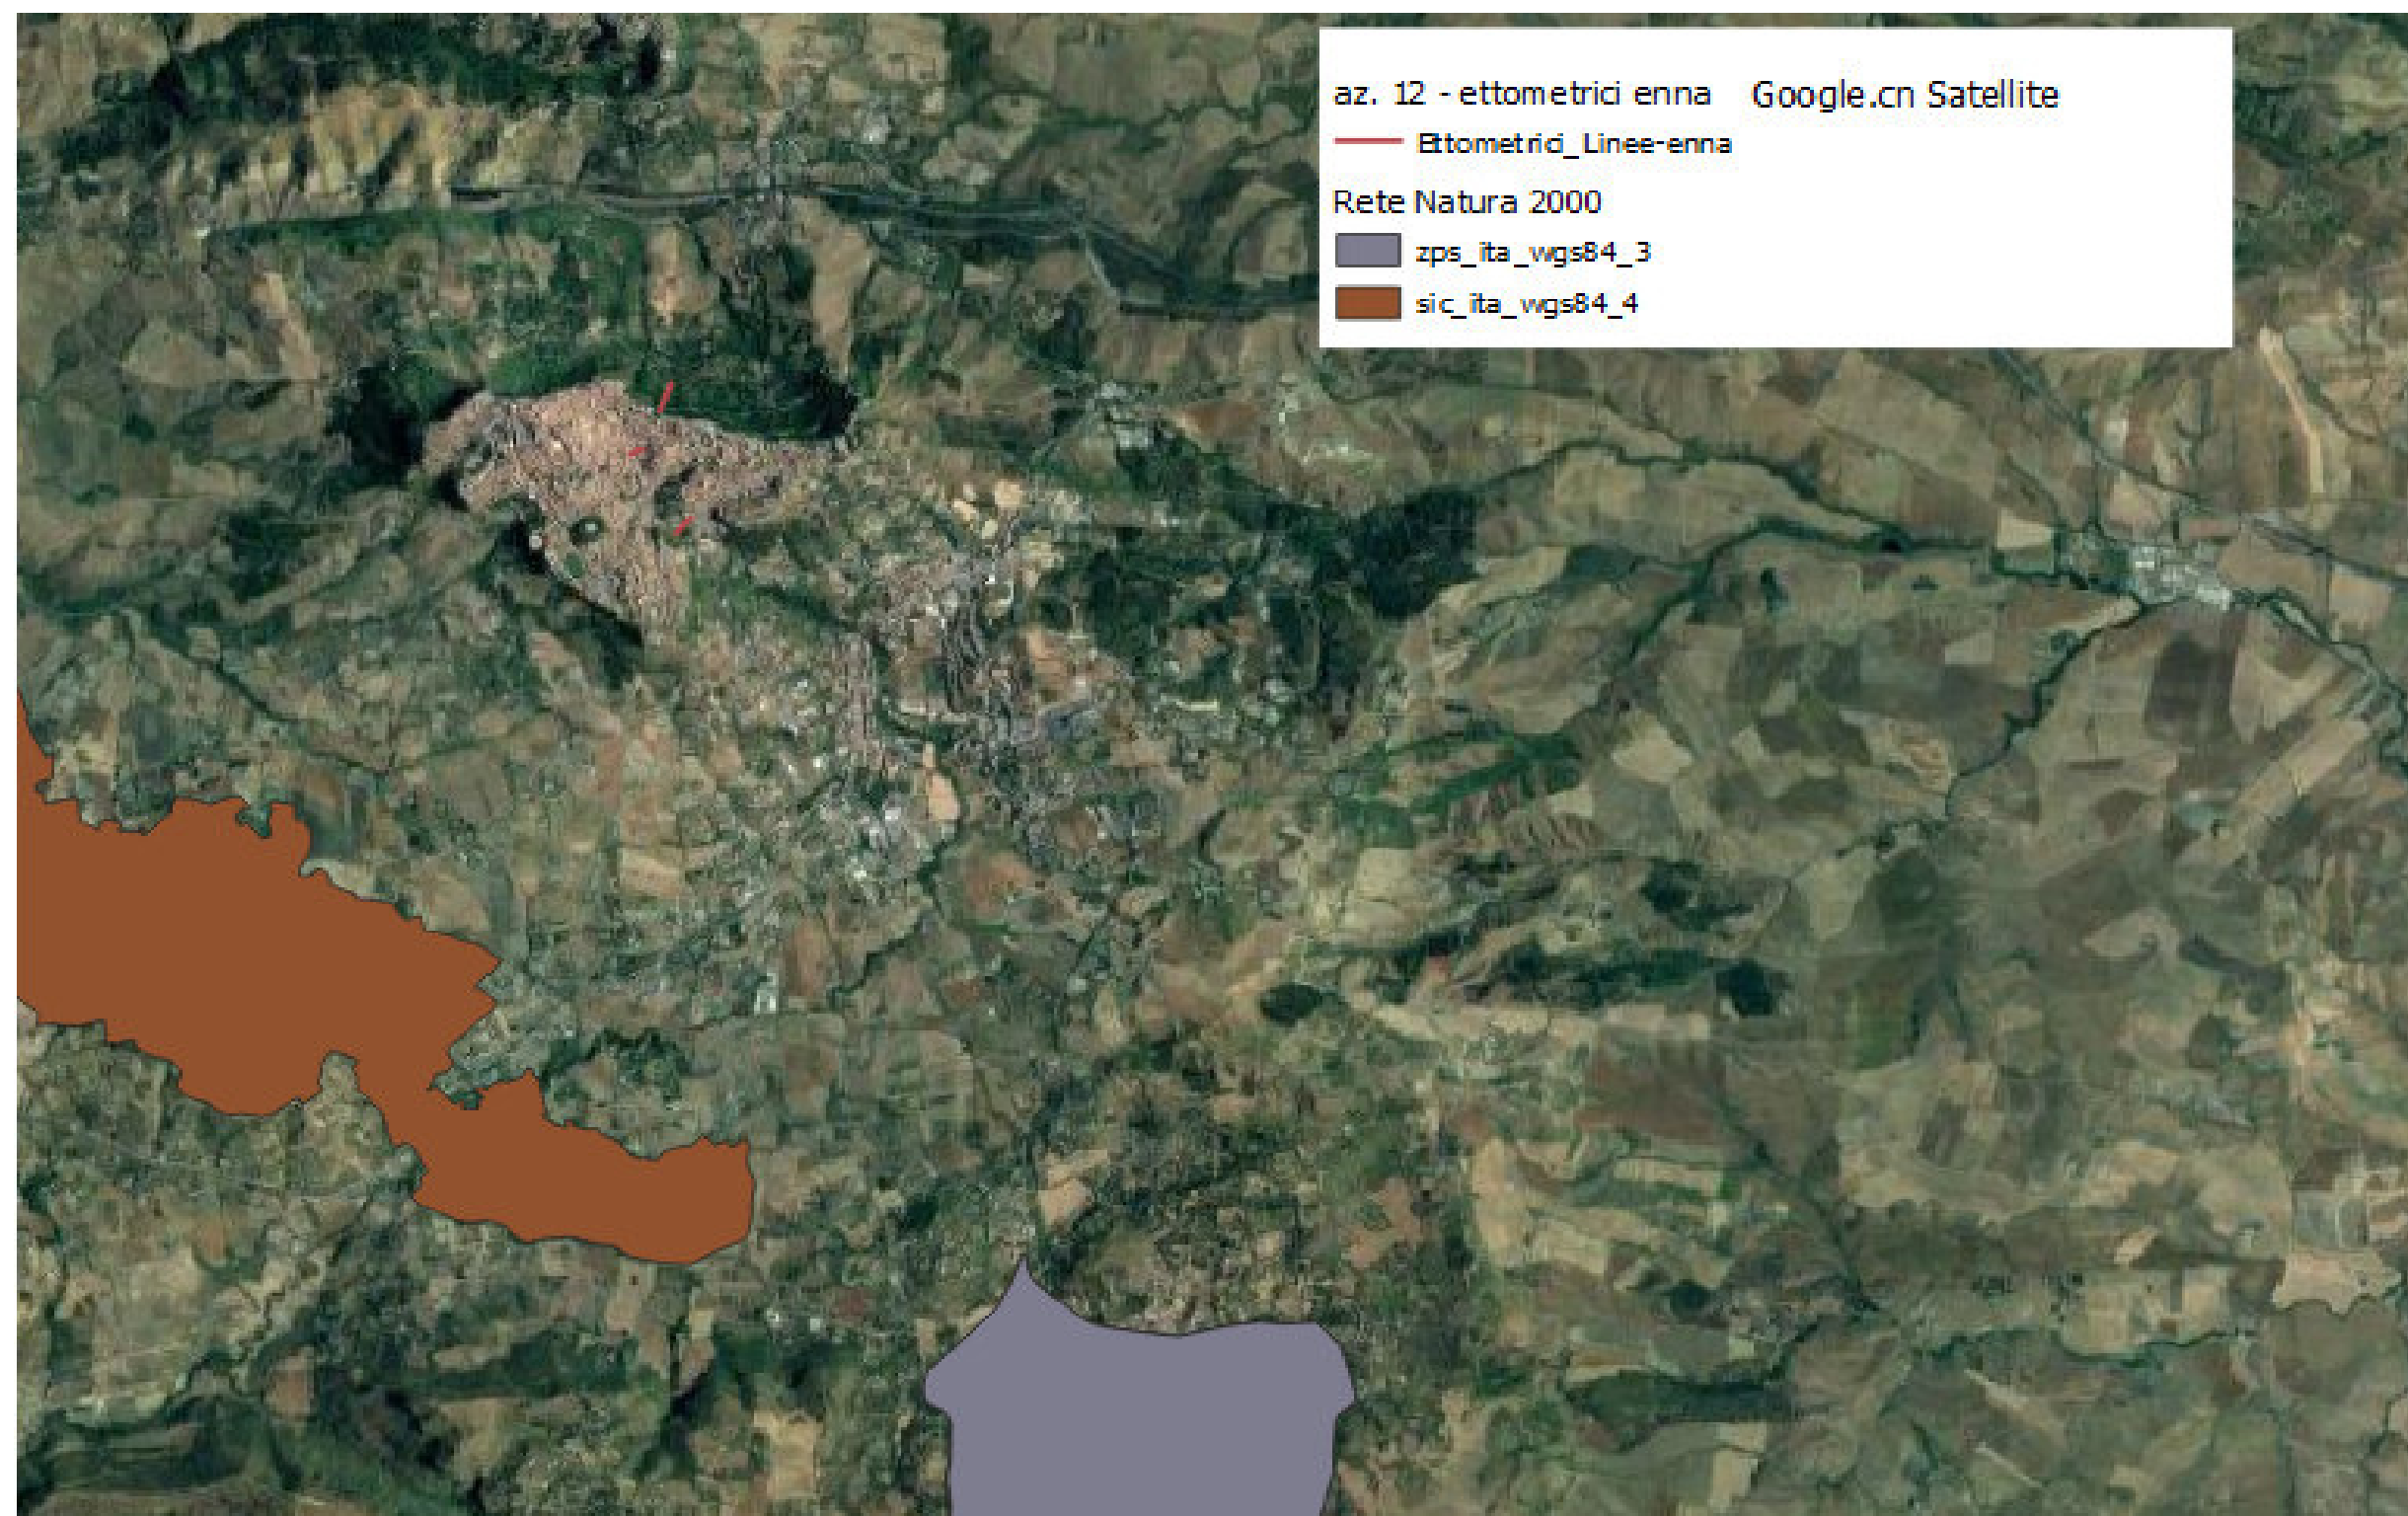 az. 12 - ettometrici enna Google.cn Satellite
Ettometrici_Linee-enna
Rete Natura 2000
zps_ita_wgs84_3
sic_ita_wgs84_4